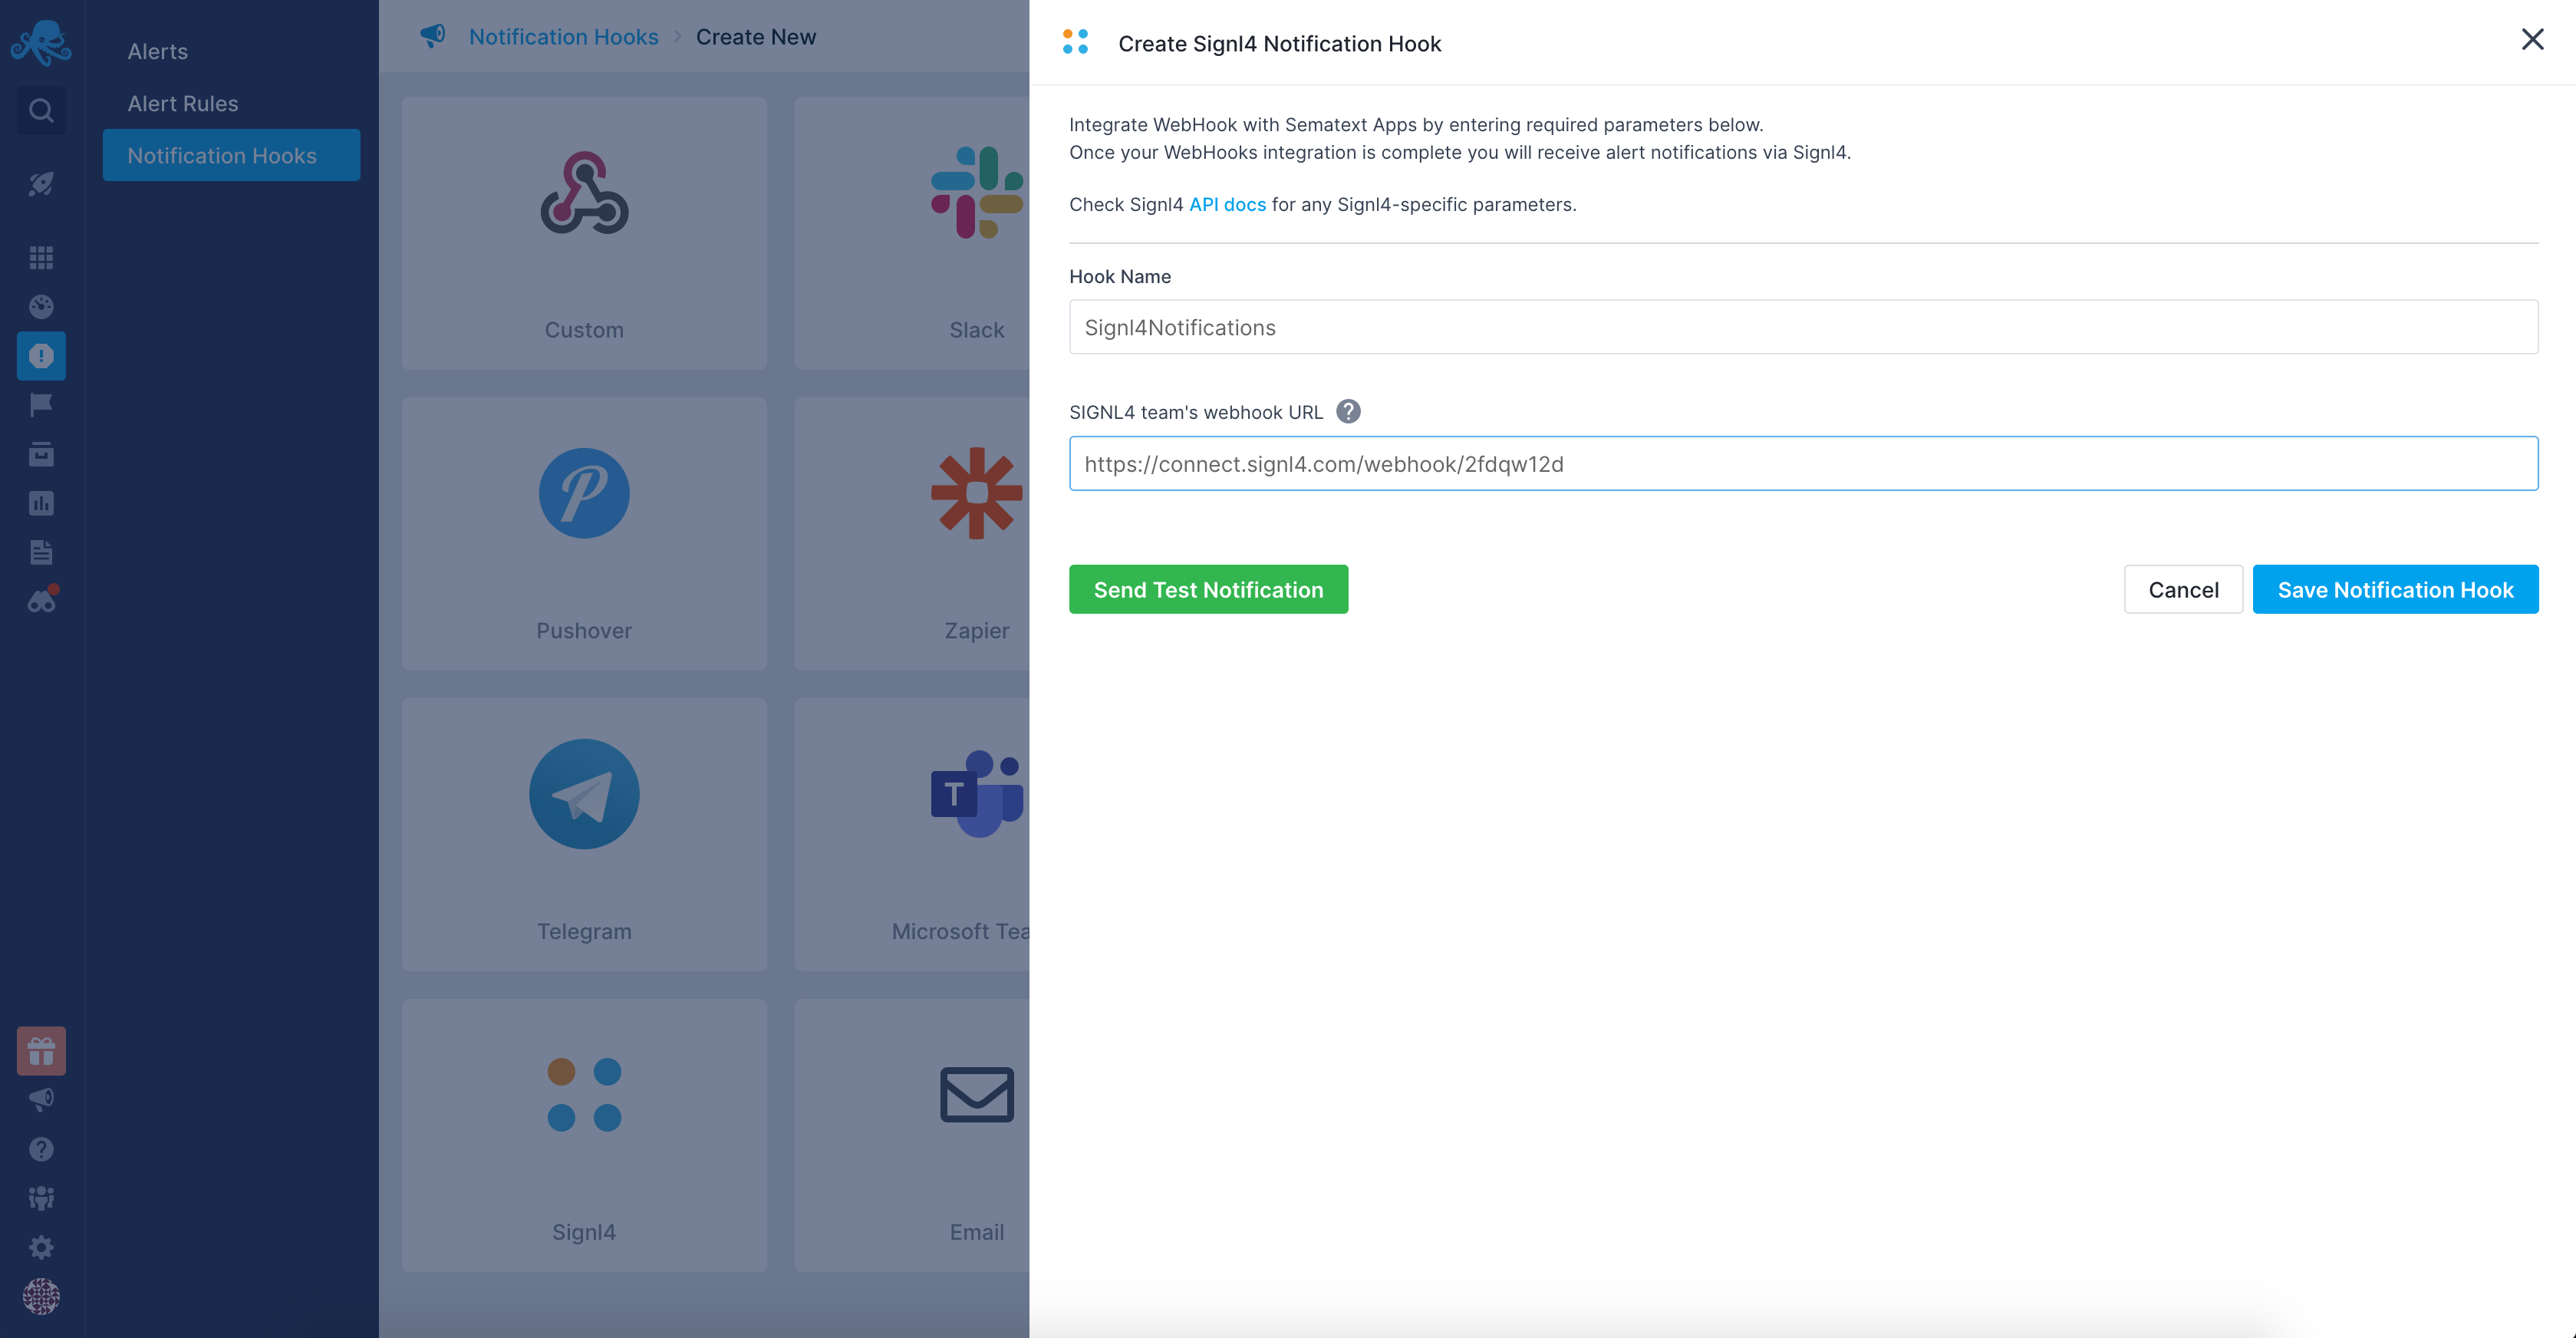 Alerts
Alert Rules
Notification Hooks
Notification Hooks > Create New
Custom
Slack
Pushover
Zapier
Telegram
T
Microsoft Tea
Signl4
Email
Create Signl4 Notification Hook
Integrate WebHook with Sematext Apps by entering required parameters below.
Once your WebHooks integration is complete you will receive alert notifications via Signl4.
Check Signl4 API docs for any Signl4-specific parameters.
Hook Name
Signl4Notifications
SIGNL4 team's webhook URL ?
https://connect.signl4.com/webhook/2fdqw12d
Send Test Notification
Cancel
Save Notification Hook